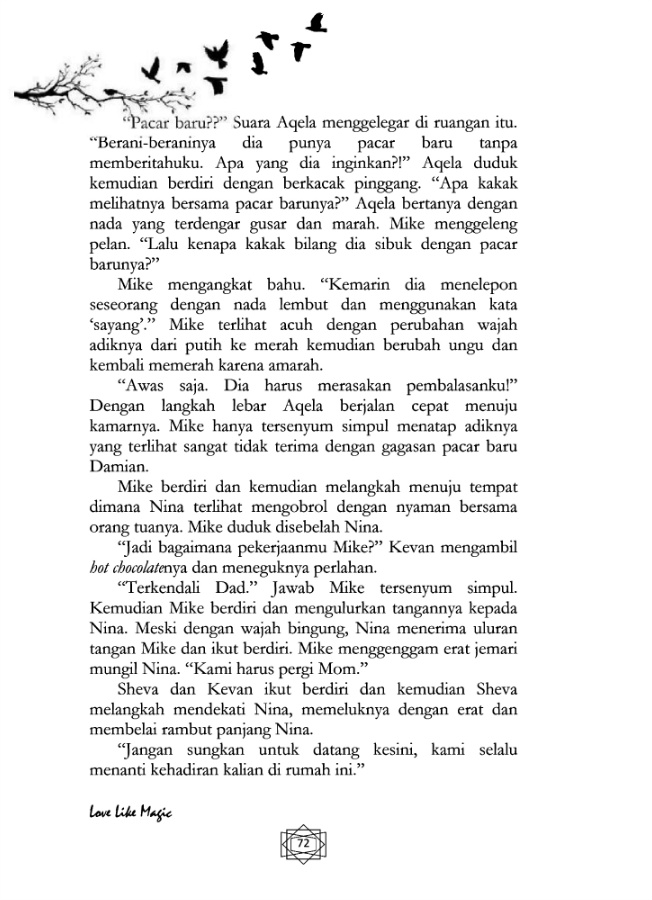 “Pacar baru??” Suara Aqela menggelegar di ruangan itu.
“Berani-beraninya dia punya pacar baru tanpa
memberitahuku. Apa yang dia inginkan?!” Aqela duduk
kemudian berdiri dengan berkacak pinggang. “Apa kakak
melihatnya bersama pacar barunya?” Aqela bertanya dengan
nada yang terdengar gusar dan marah. Mike menggeleng
pelan. “Lalu kenapa kakak bilang dia sibuk dengan pacar
barunya?”
Mike mengangkat bahu. “Kemarin dia menelepon
seseorang dengan nada lembut dan menggunakan kata
‘sayang’.” Mike terlihat acuh dengan perubahan wajah
adiknya dari putih ke merah kemudian berubah ungu dan
kembali memerah karena amarah.
“Awas saja. Dia harus merasakan pembalasanku!”
Dengan langkah lebar Aqela berjalan cepat menuju
kamarnya. Mike hanya tersenyum simpul menatap adiknya
yang terlihat sangat tidak terima dengan gagasan pacar baru
Damian.
Mike berdiri dan kemudian melangkah menuju tempat
dimana Nina terlihat mengobrol dengan nyaman bersama
orang tuanya. Mike duduk disebelah Nina.
“Jadi bagaimana pekerjaanmu Mike?” Kevan mengambil
hot chocolatenya dan meneguknya perlahan.
“Terkendali Dad.” Jawab Mike tersenyum simpul.
Kemudian Mike berdiri dan mengulurkan tangannya kepada
Nina. Meski dengan wajah bingung, Nina menerima uluran
tangan Mike dan ikut berdiri. Mike menggenggam erat jemari
mungil Nina. “Kami harus pergi Mom.”
Sheva dan Kevan ikut berdiri dan kemudian Sheva
melangkah mendekati Nina, memeluknya dengan erat dan
membelai rambut panjang Nina.
“Jangan sungkan untuk datang kesini, kami selalu
menanti kehadiran kalian di rumah ini.”
Love Like Magic
72